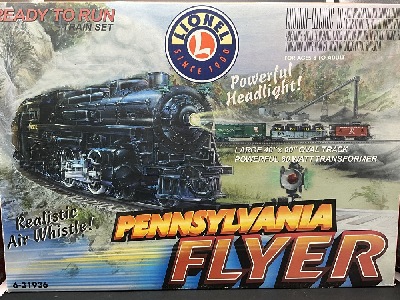 READY TO RUN
TRAIN SET
LIONEL
L
SINCE 1900
FOR AGES 8 TO ADULT
Powerful
Headlight!
LARGE 40" x 60" OVAL TRACK
POWERFUL 80 WATT TRANSFORMER
Realistic
Air Whistle!
PENNSYLVANIA
FLYER
6-31936